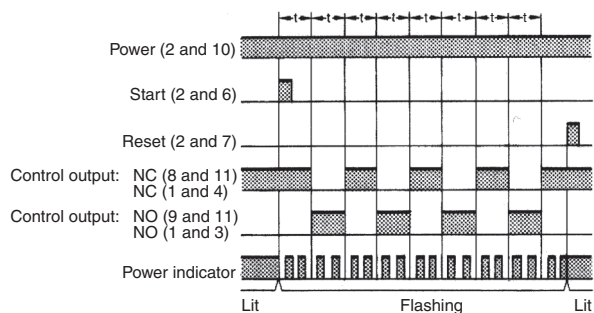 t t t t t t t t
Power (2 and 10)
Start (2 and 6)
Reset (2 and 7)
Control output: NC (8 and 11)
NC (1 and 4)
Control output: NO (9 and 11)
NO (1 and 3)
Power indicator
Lit Flashing Lit